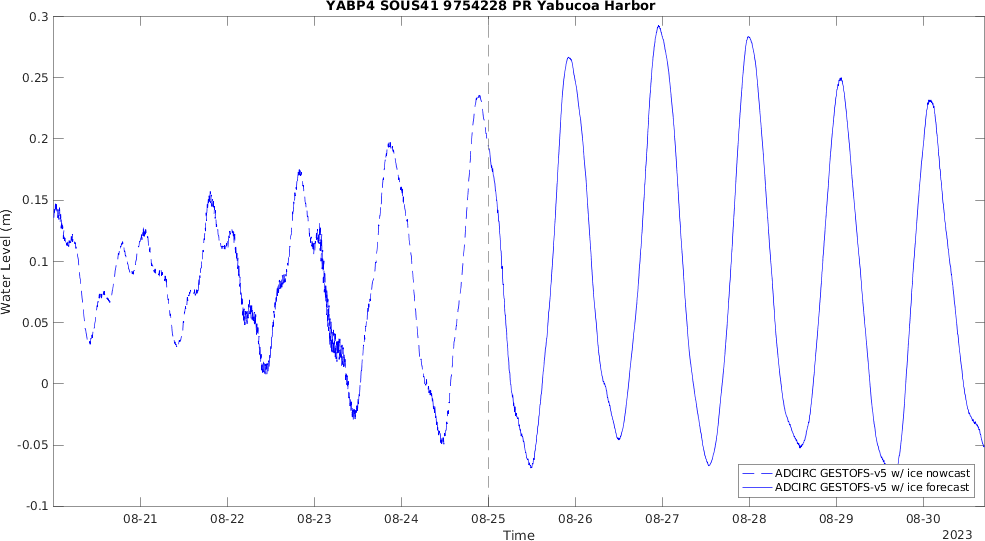 YABP4 SOUS41 9754228 PR Yabucoa Harbor
0.3
0.25
0.2
0.15
0.1
0.05
0
-0.05
-0.1
Water Level (m)
08-21 08-22 08-23 08-24 08-25 08-26 08-27 08-28 08-29 08-30
Time
2023
ADCIRC GESTOFS-v5 w/ ice nowcast
ADCIRC GESTOFS-v5 w/ ice forecast